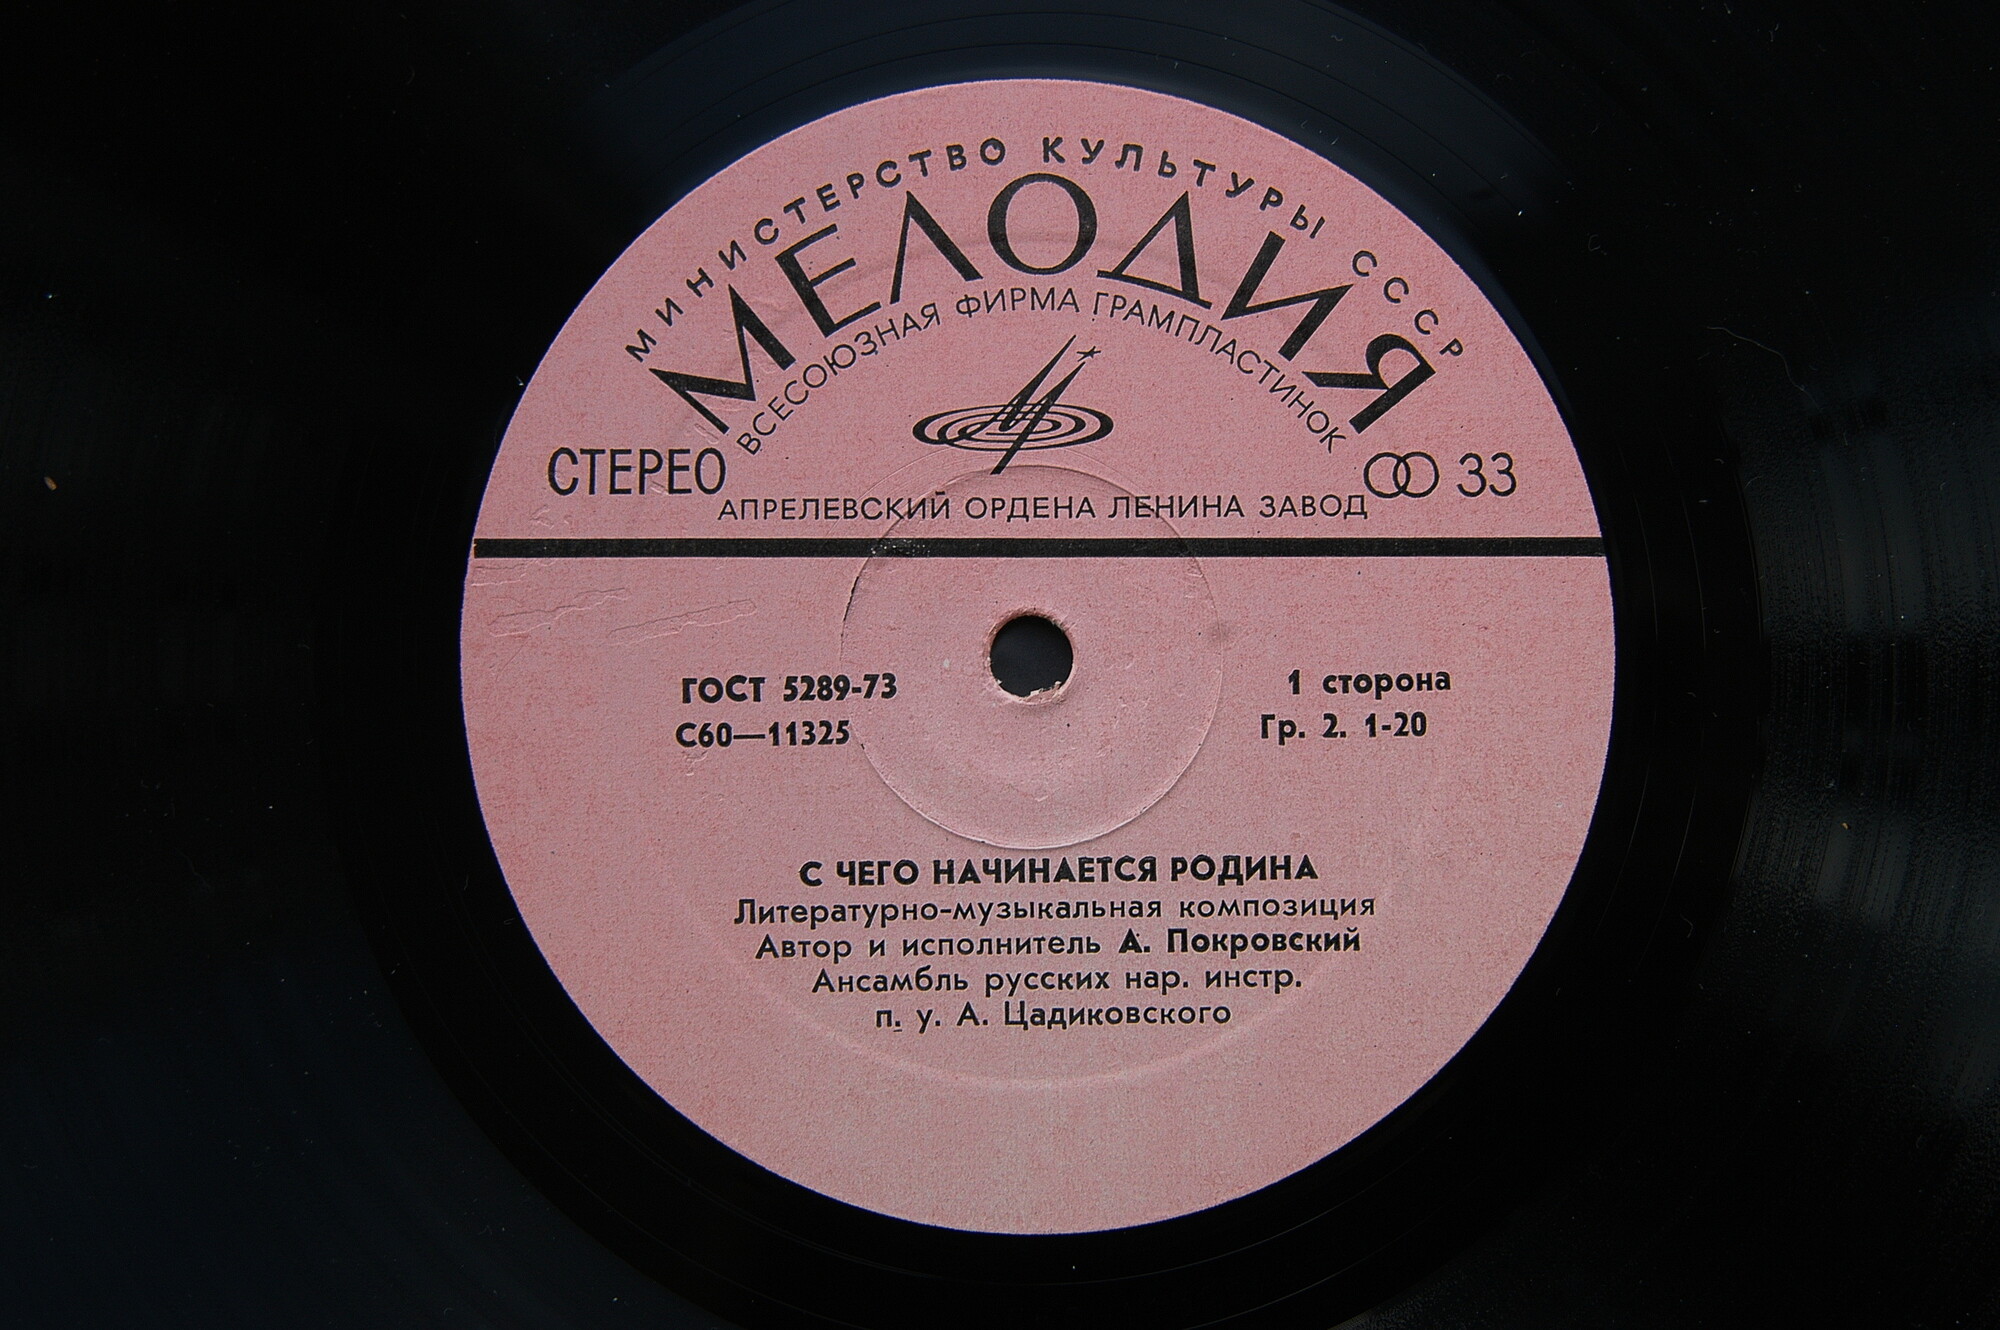 МИНИСТЕРСТВО КУЛЬТУРЫ СССР
МЕЛОДИЯ
ВСЕСОЮЗНАЯ ФИРМА ГРАМПЛАСТИНОК
СТЕРЕО
33
АПРЕЛЕВСКИЙ ОРДЕНА ЛЕНИНА ЗАВОД
ГОСТ 5289-73
С60—11325
1 сторона
Гр. 2. 1-20
С ЧЕГО НАЧИНАЕТСЯ РОДИНА
Литературно-музыкальная композиция
Автор и исполнитель А. Покровский
Ансамбль русских нар. инстр.
п. у. А. Цадиковского